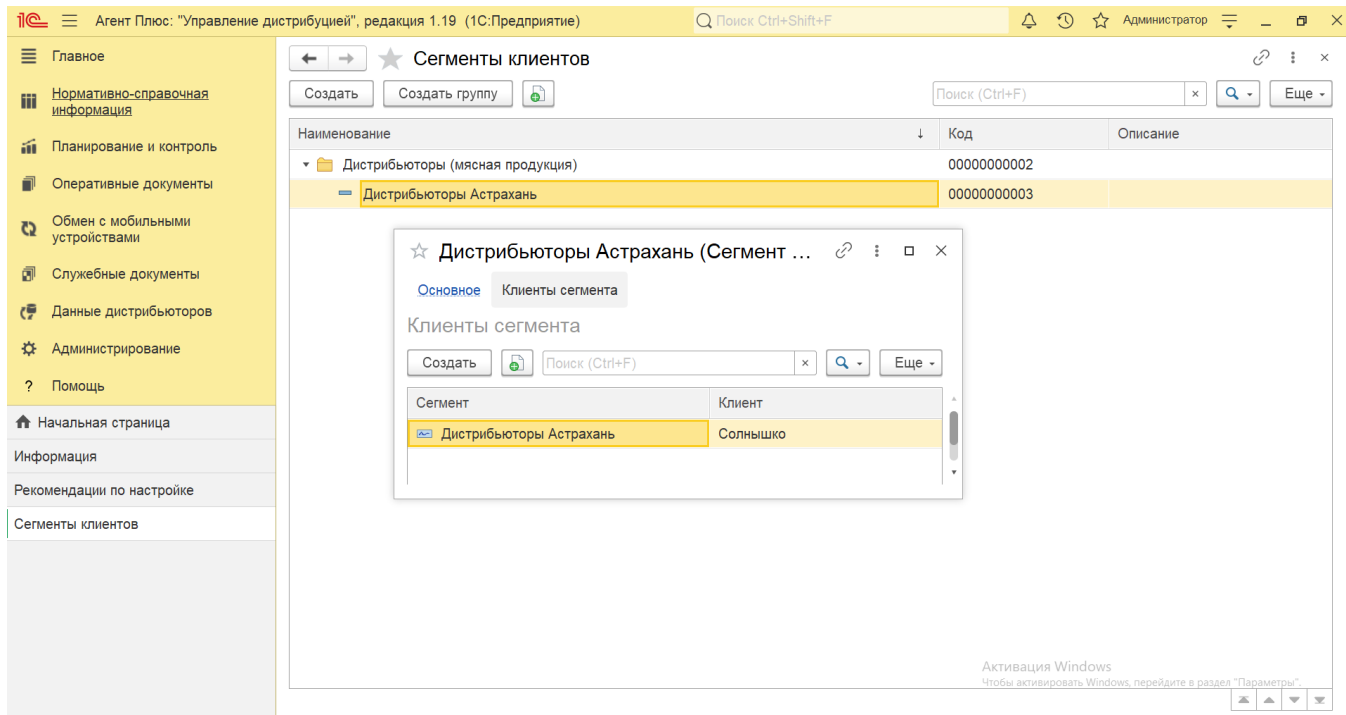 1С Агент Плюс: "Управление дистрибуцией", редакция 1.19 (1С:Предприятие) Поиск Ctrl+Shift+F Администратор
Главное
Нормативно-справочная
информация
Планирование и контроль
Оперативные документы
Обмен с мобильными
устройствами
Служебные документы
Данные дистрибьюторов
Администрирование
? Помощь
Начальная страница
Информация
Рекомендации по настройке
Сегменты клиентов
Сегменты клиентов
Создать Создать группу Поиск (Ctrl+F) × Еще
Наименование ↓ Код Описание
Дистрибьюторы (мясная продукция) 00000000002
Дистрибьюторы Астрахань 00000000003
Дистрибьюторы Астрахань (Сегмент ...
Основное Клиенты сегмента
Клиенты сегмента
Создать Поиск (Ctrl+F) × Еще
Сегмент Клиент
Дистрибьюторы Астрахань Солнышко
Активация Windows
Чтобы активировать Windows, перейдите в раздел "Параметры".